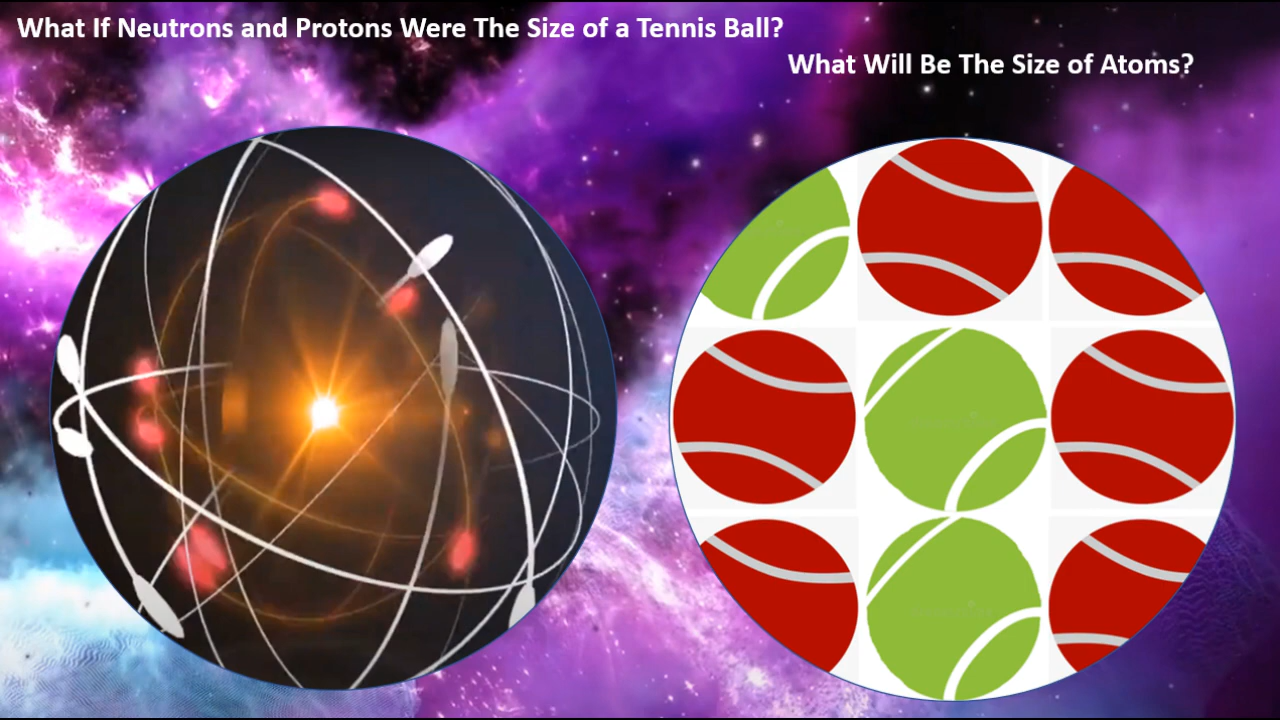 What If Neutrons and Protons Were The Size of a Tennis Ball?
What Will Be The Size of Atoms?